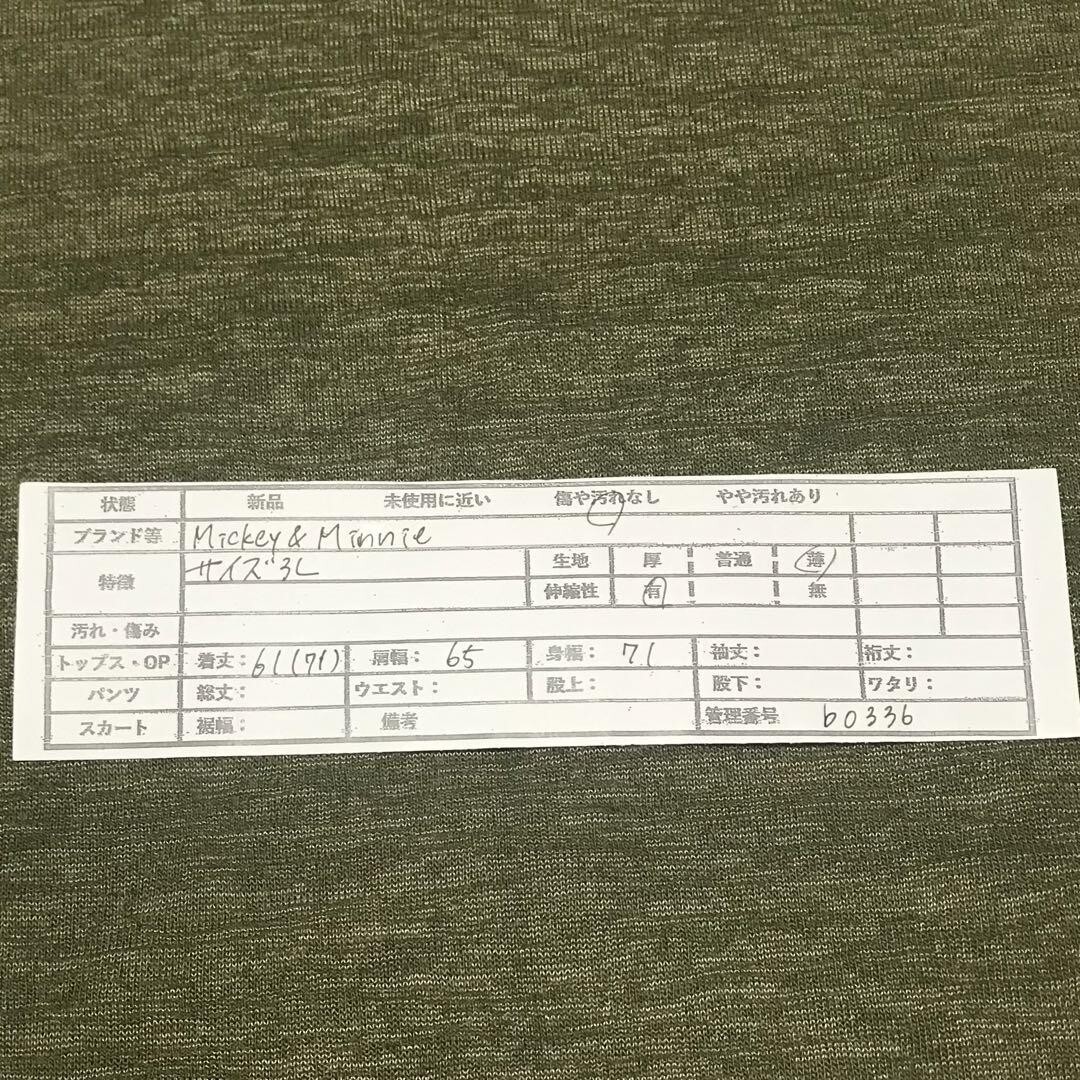 状態 新品 未使用に近い 傷や汚れなし やや汚れあり
ブランド等 Mickey & Minnie
特徴 サイズ3L 生地 厚 普通 薄
伸縮性 有 無
汚れ・傷み
トップス・OP 着丈:61(71) 肩幅: 65 身幅: 71 袖丈: 裄丈:
パンツ 総丈: ウエスト: 股上: 股下: ワタリ:
スカート 裾幅: 備考 管理番号 b0336